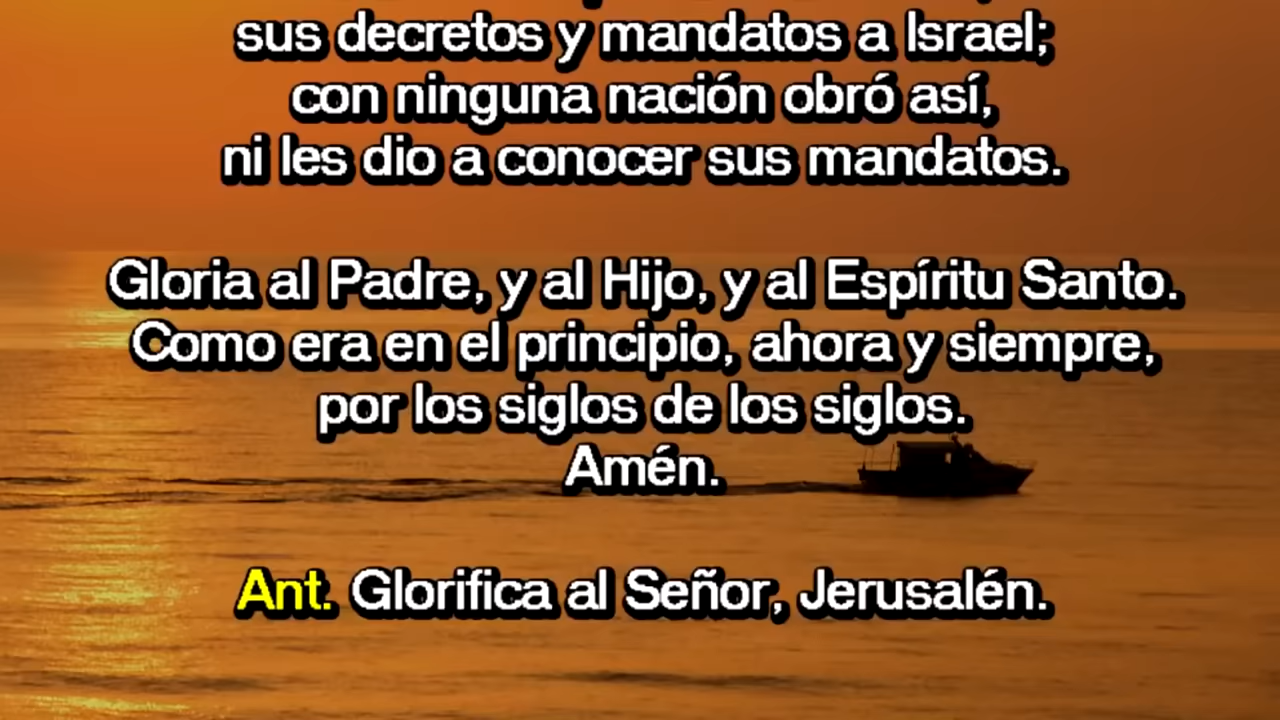 sus decretos y mandatos a Israel;
con ninguna nación obró así,
ni les dio a conocer sus mandatos.
Gloria al Padre, y al Hijo, y al Espíritu Santo.
Como era en el principio, ahora y siempre,
por los siglos de los siglos.
Amén.
Ant. Glorifica al Señor, Jerusalén.